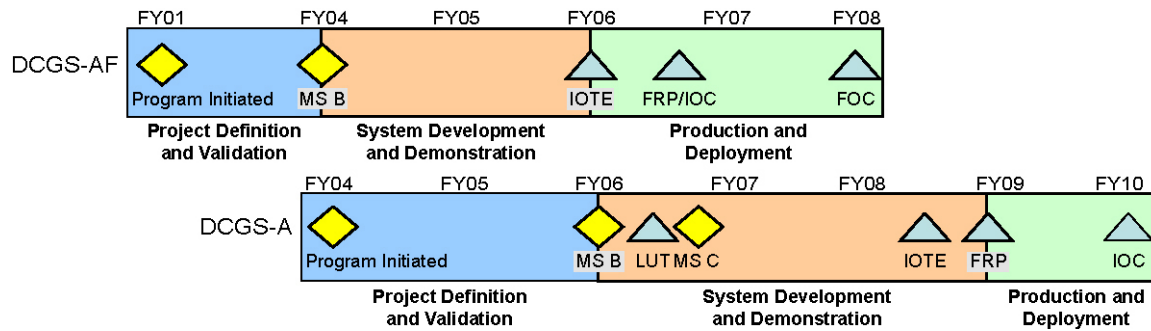 FY01 FY04 FY05 FY06 FY07 FY08
DCGS-AF
Program Initiated MS B IOTE FRP/IOC FOC
Project Definition System Development Production and
and Validation and Demonstration Deployment
FY04 FY05 FY06 FY07 FY08 FY09 FY10
DCGS-A
Program Initiated MS B LUT MS C IOTE FRP IOC
Project Definition System Development Production and
and Validation and Demonstration Deployment